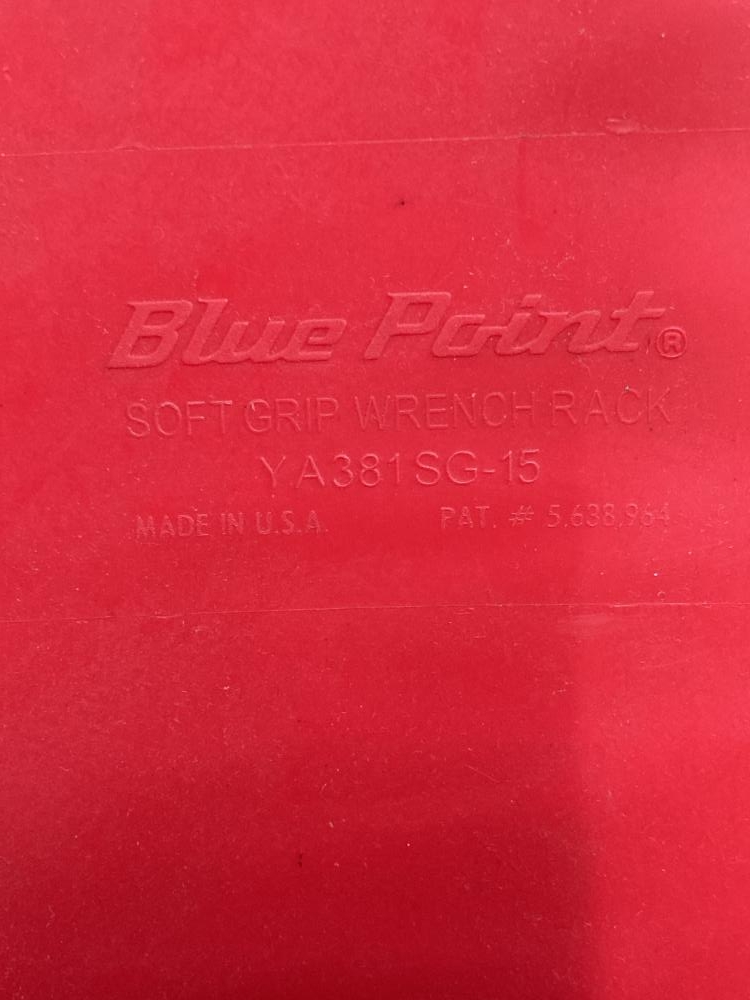 Blue Point®
SOFT GRIP WRENCH RACK
YA381SG-15
MADE IN U.S.A. PAT. # 5,638,964